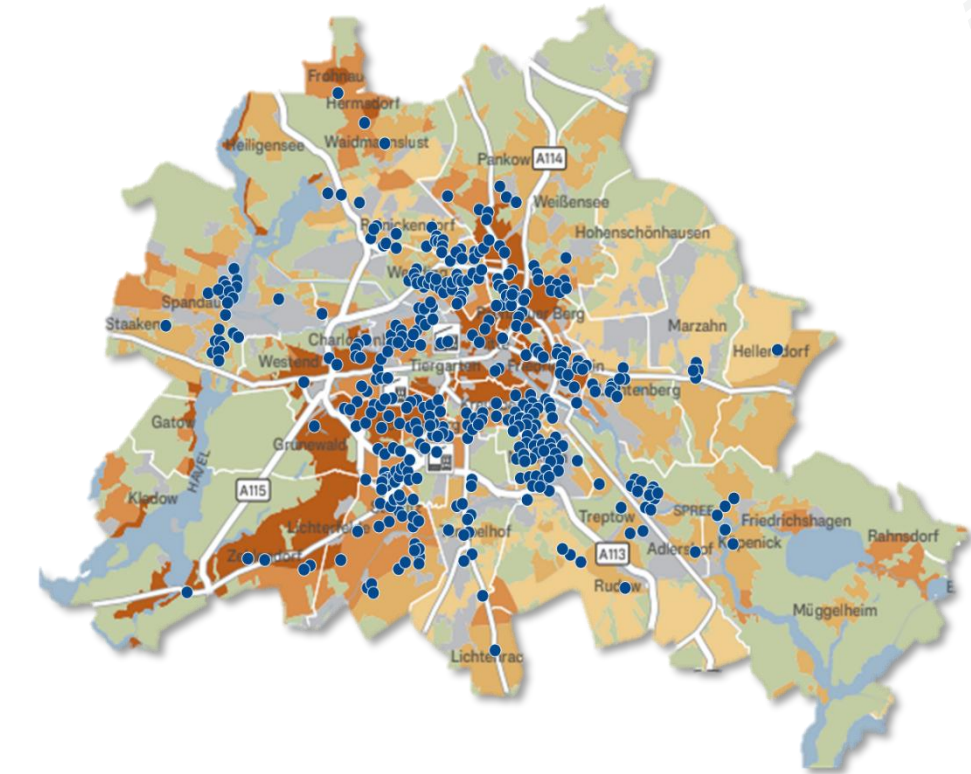 Frohnau
Hermsdorf
Heiligensee
Waidmannslust
Pankow
A114
Weißensee
Reinickendorf
Hohenschönhausen
Spandau
Staaken
Marzahn
Westend
Tiergarten
Hellersdorf
Gatow
Grunewald
HAVEL
Kladow
A115
Lichterfelde
Zehlendorf
Treptow
SPREE
Friedrichshagen
Rahnsdorf
A113
Adlershof
Köpenick
Rudow
E
Müggelheim
Lichtenrad